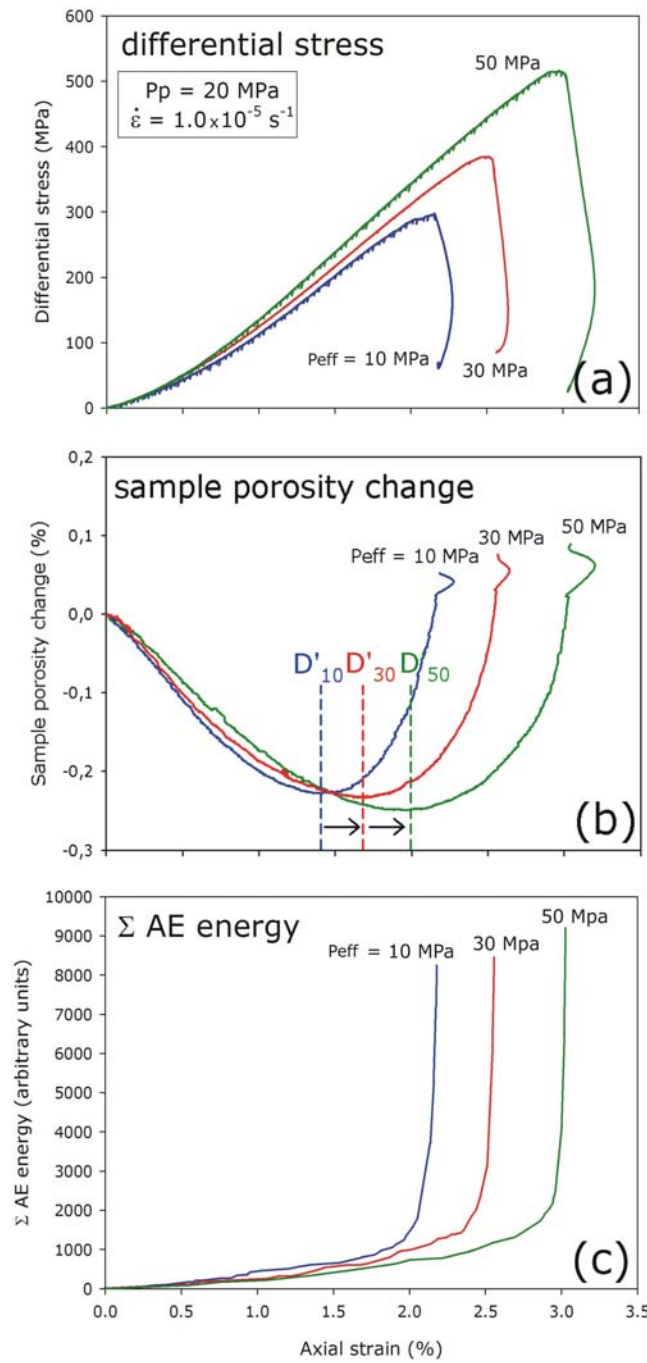 differential stress
Pp = 20 MPa
ε̇ = 1.0x10⁻⁵ s⁻¹
Differential stress (MPa)
600
500
400
300
200
100
0
50 MPa
Peff = 10 MPa
30 MPa
(a)
sample porosity change
Sample porosity change (%)
0,2
0,1
0,0
-0,1
-0,2
-0,3
Peff = 10 MPa
30 MPa
50 MPa
D'10
D'30
D'50
(b)
Σ AE energy
Σ AE energy (arbitrary units)
10000
9000
8000
7000
6000
5000
4000
3000
2000
1000
0
Peff = 10 MPa
30 Mpa
50 Mpa
(c)
0.0 0.5 1.0 1.5 2.0 2.5 3.0 3.5
Axial strain (%)